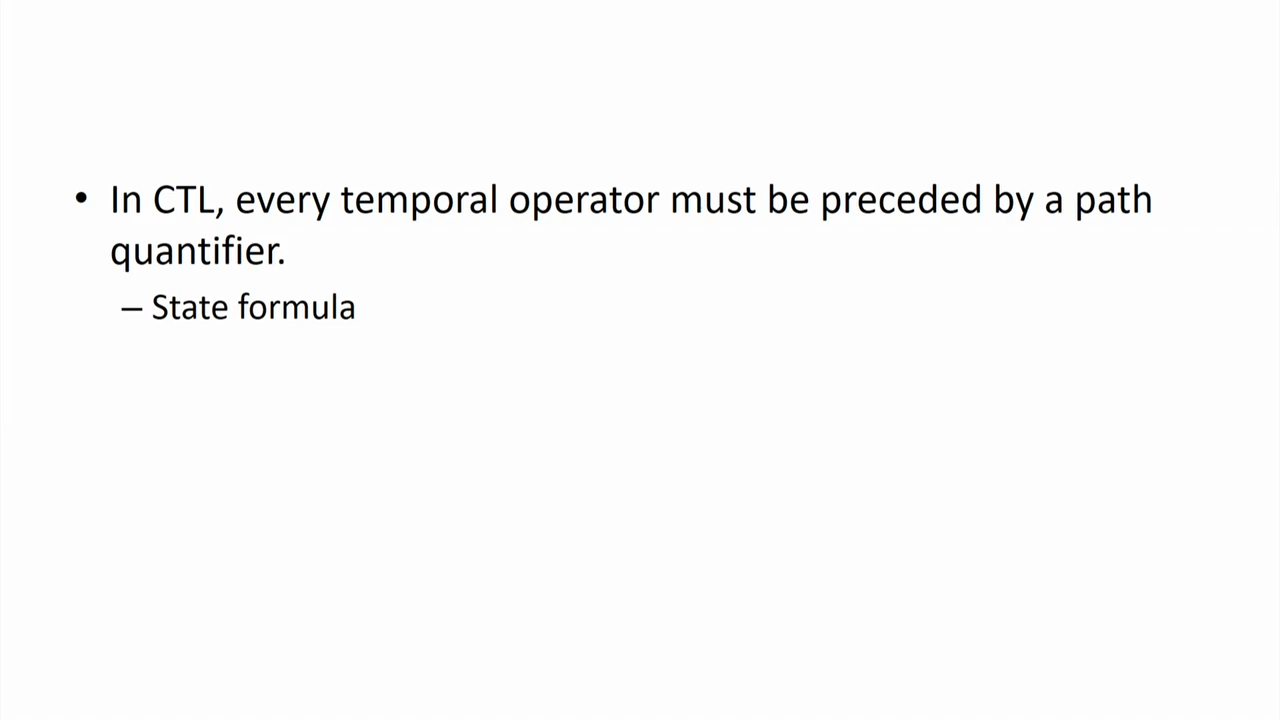 • In CTL, every temporal operator must be preceded by a path
quantifier.
– State formula